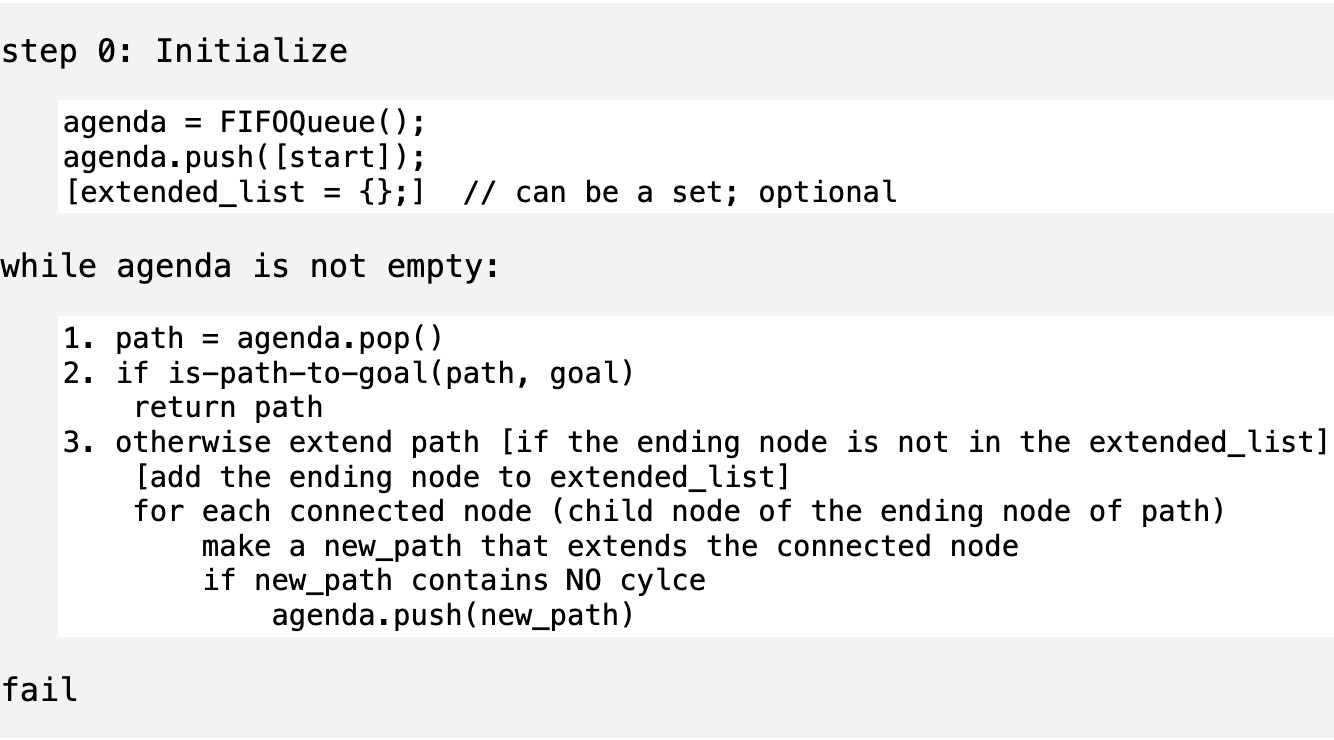 step 0: Initialize
agenda = FIFOQueue();
agenda.push([start]);
[extended_list = {};]  // can be a set; optional
while agenda is not empty:
1. path = agenda.pop()
2. if is-path-to-goal(path, goal)
return path
3. otherwise extend path [if the ending node is not in the extended_list]
[add the ending node to extended_list]
for each connected node (child node of the ending node of path)
make a new_path that extends the connected node
if new_path contains NO cylce
agenda.push(new_path)
fail